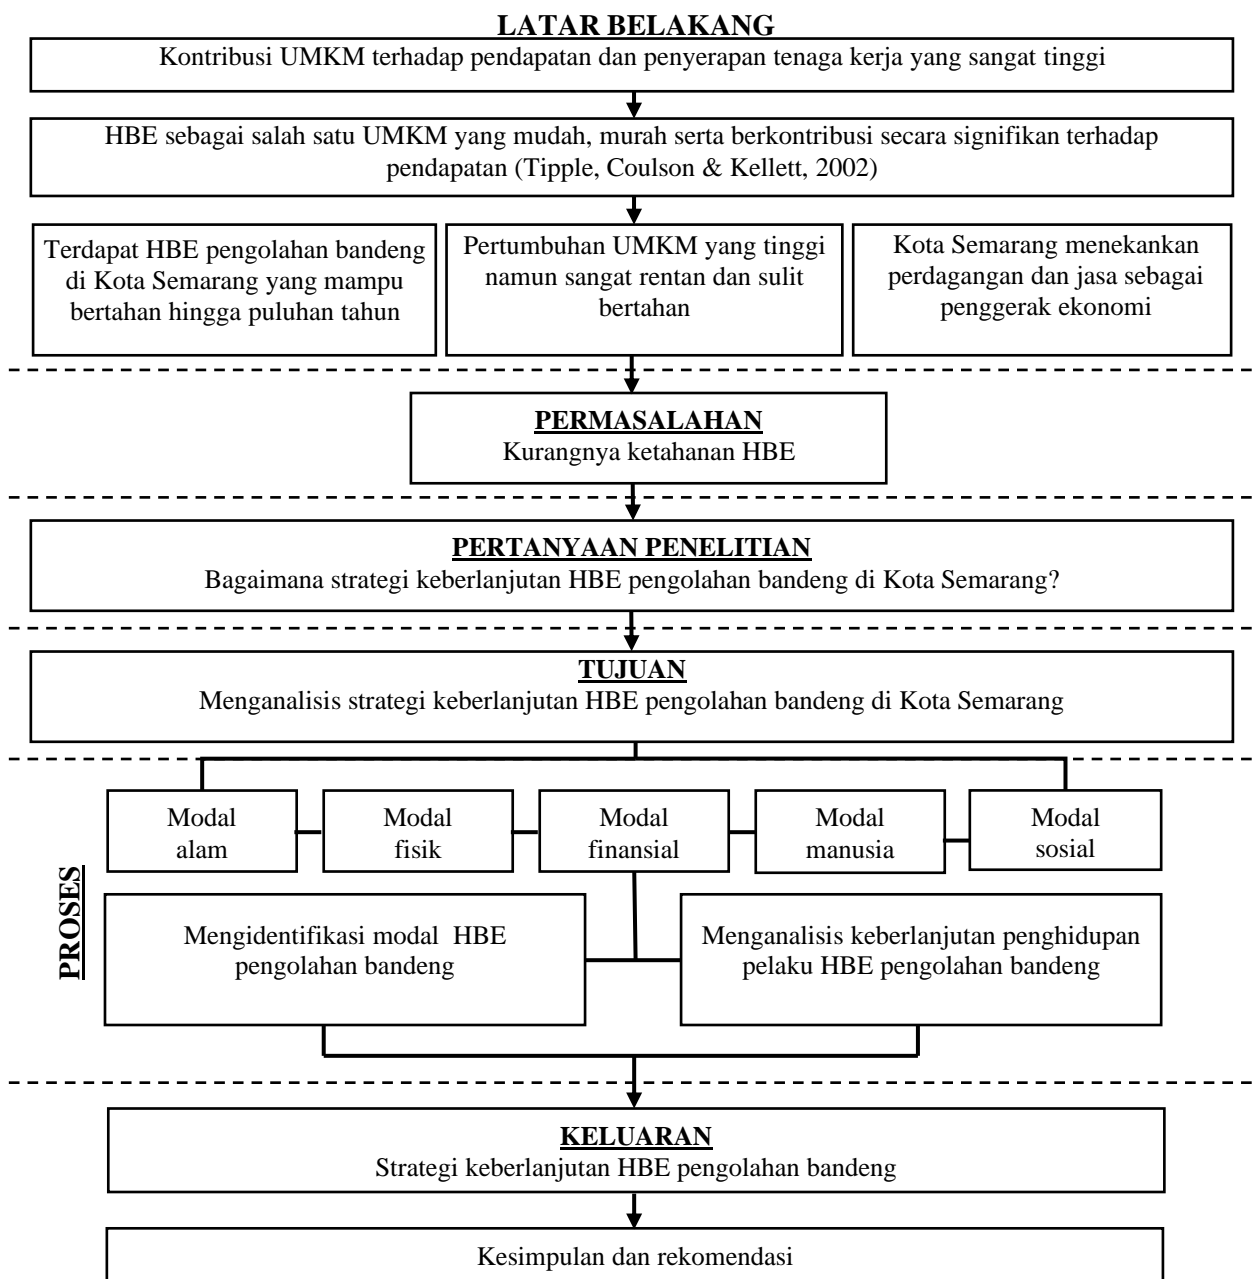 LATAR BELAKANG
Kontribusi UMKM terhadap pendapatan dan penyerapan tenaga kerja yang sangat tinggi
HBE sebagai salah satu UMKM yang mudah, murah serta berkontribusi secara signifikan terhadap
pendapatan (Tipple, Coulson & Kellett, 2002)
Terdapat HBE pengolahan bandeng
di Kota Semarang yang mampu
bertahan hingga puluhan tahun
Pertumbuhan UMKM yang tinggi
namun sangat rentan dan sulit
bertahan
Kota Semarang menekankan
perdagangan dan jasa sebagai
penggerak ekonomi
PERMASALAHAN
Kurangnya ketahanan HBE
PERTANYAAN PENELITIAN
Bagaimana strategi keberlanjutan HBE pengolahan bandeng di Kota Semarang?
TUJUAN
Menganalisis strategi keberlanjutan HBE pengolahan bandeng di Kota Semarang
PROSES
Modal
alam
Modal
fisik
Modal
finansial
Modal
manusia
Modal
sosial
Mengidentifikasi modal HBE
pengolahan bandeng
Menganalisis keberlanjutan penghidupan
pelaku HBE pengolahan bandeng
KELUARAN
Strategi keberlanjutan HBE pengolahan bandeng
Kesimpulan dan rekomendasi